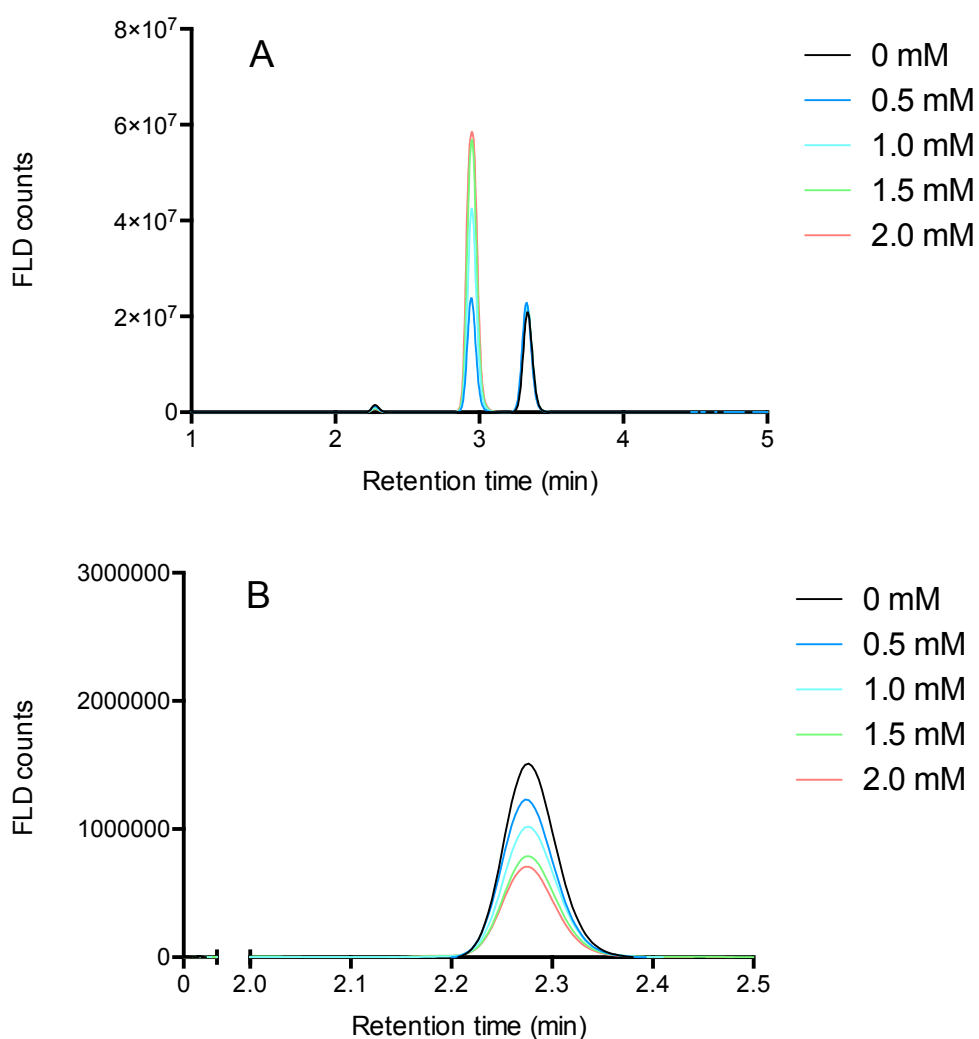 A
8×10⁷
6×10⁷
4×10⁷
2×10⁷
0
FLD counts
1 2 3 4 5
Retention time (min)
0 mM
0.5 mM
1.0 mM
1.5 mM
2.0 mM
B
3000000
2000000
1000000
0
FLD counts
0 2.0 2.1 2.2 2.3 2.4 2.5
Retention time (min)
0 mM
0.5 mM
1.0 mM
1.5 mM
2.0 mM